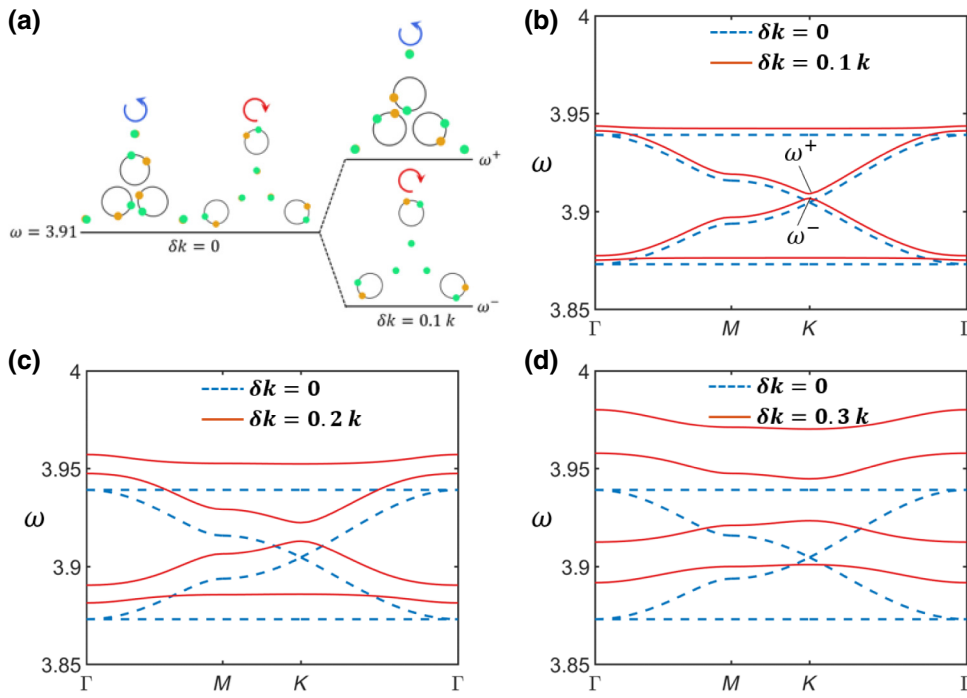 (a)
ω = 3.91
δk = 0
ω⁺
ω⁻
δk = 0.1 k
(b)
4
3.95
3.9
3.85
ω
δk = 0
δk = 0.1 k
ω⁺
ω⁻
Γ M K Γ
(c)
4
3.95
3.9
3.85
ω
δk = 0
δk = 0.2 k
Γ M K Γ
(d)
4
3.95
3.9
3.85
ω
δk = 0
δk = 0.3 k
Γ M K Γ